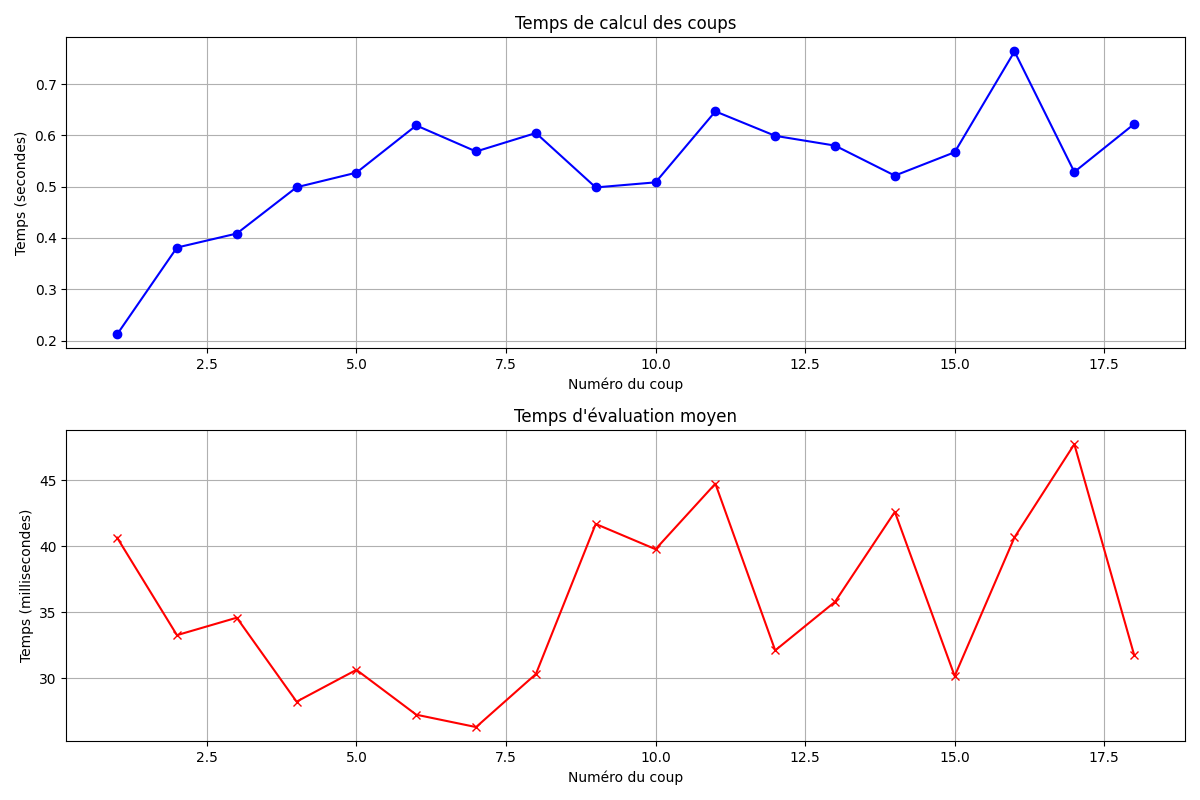 Temps de calcul des coups
0.7
0.6
0.5
0.4
0.3
0.2
Temps (secondes)
2.5 5.0 7.5 10.0 12.5 15.0 17.5
Numéro du coup
Temps d'évaluation moyen
45
40
35
30
Temps (millisecondes)
2.5 5.0 7.5 10.0 12.5 15.0 17.5
Numéro du coup